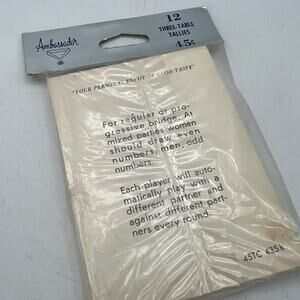 Ambassador
12
THREE-TABLE
TALLIES
45¢
"YOUR PERSONAL ENVOY OF GOOD TASTE"
For regular or pro-
gressive bridge. At
mixed parties women
should draw even
numbers; men, odd
numbers.
Each player will auto-
matically play with a
different partner and
against different part-
ners every round.
45TC 435-1